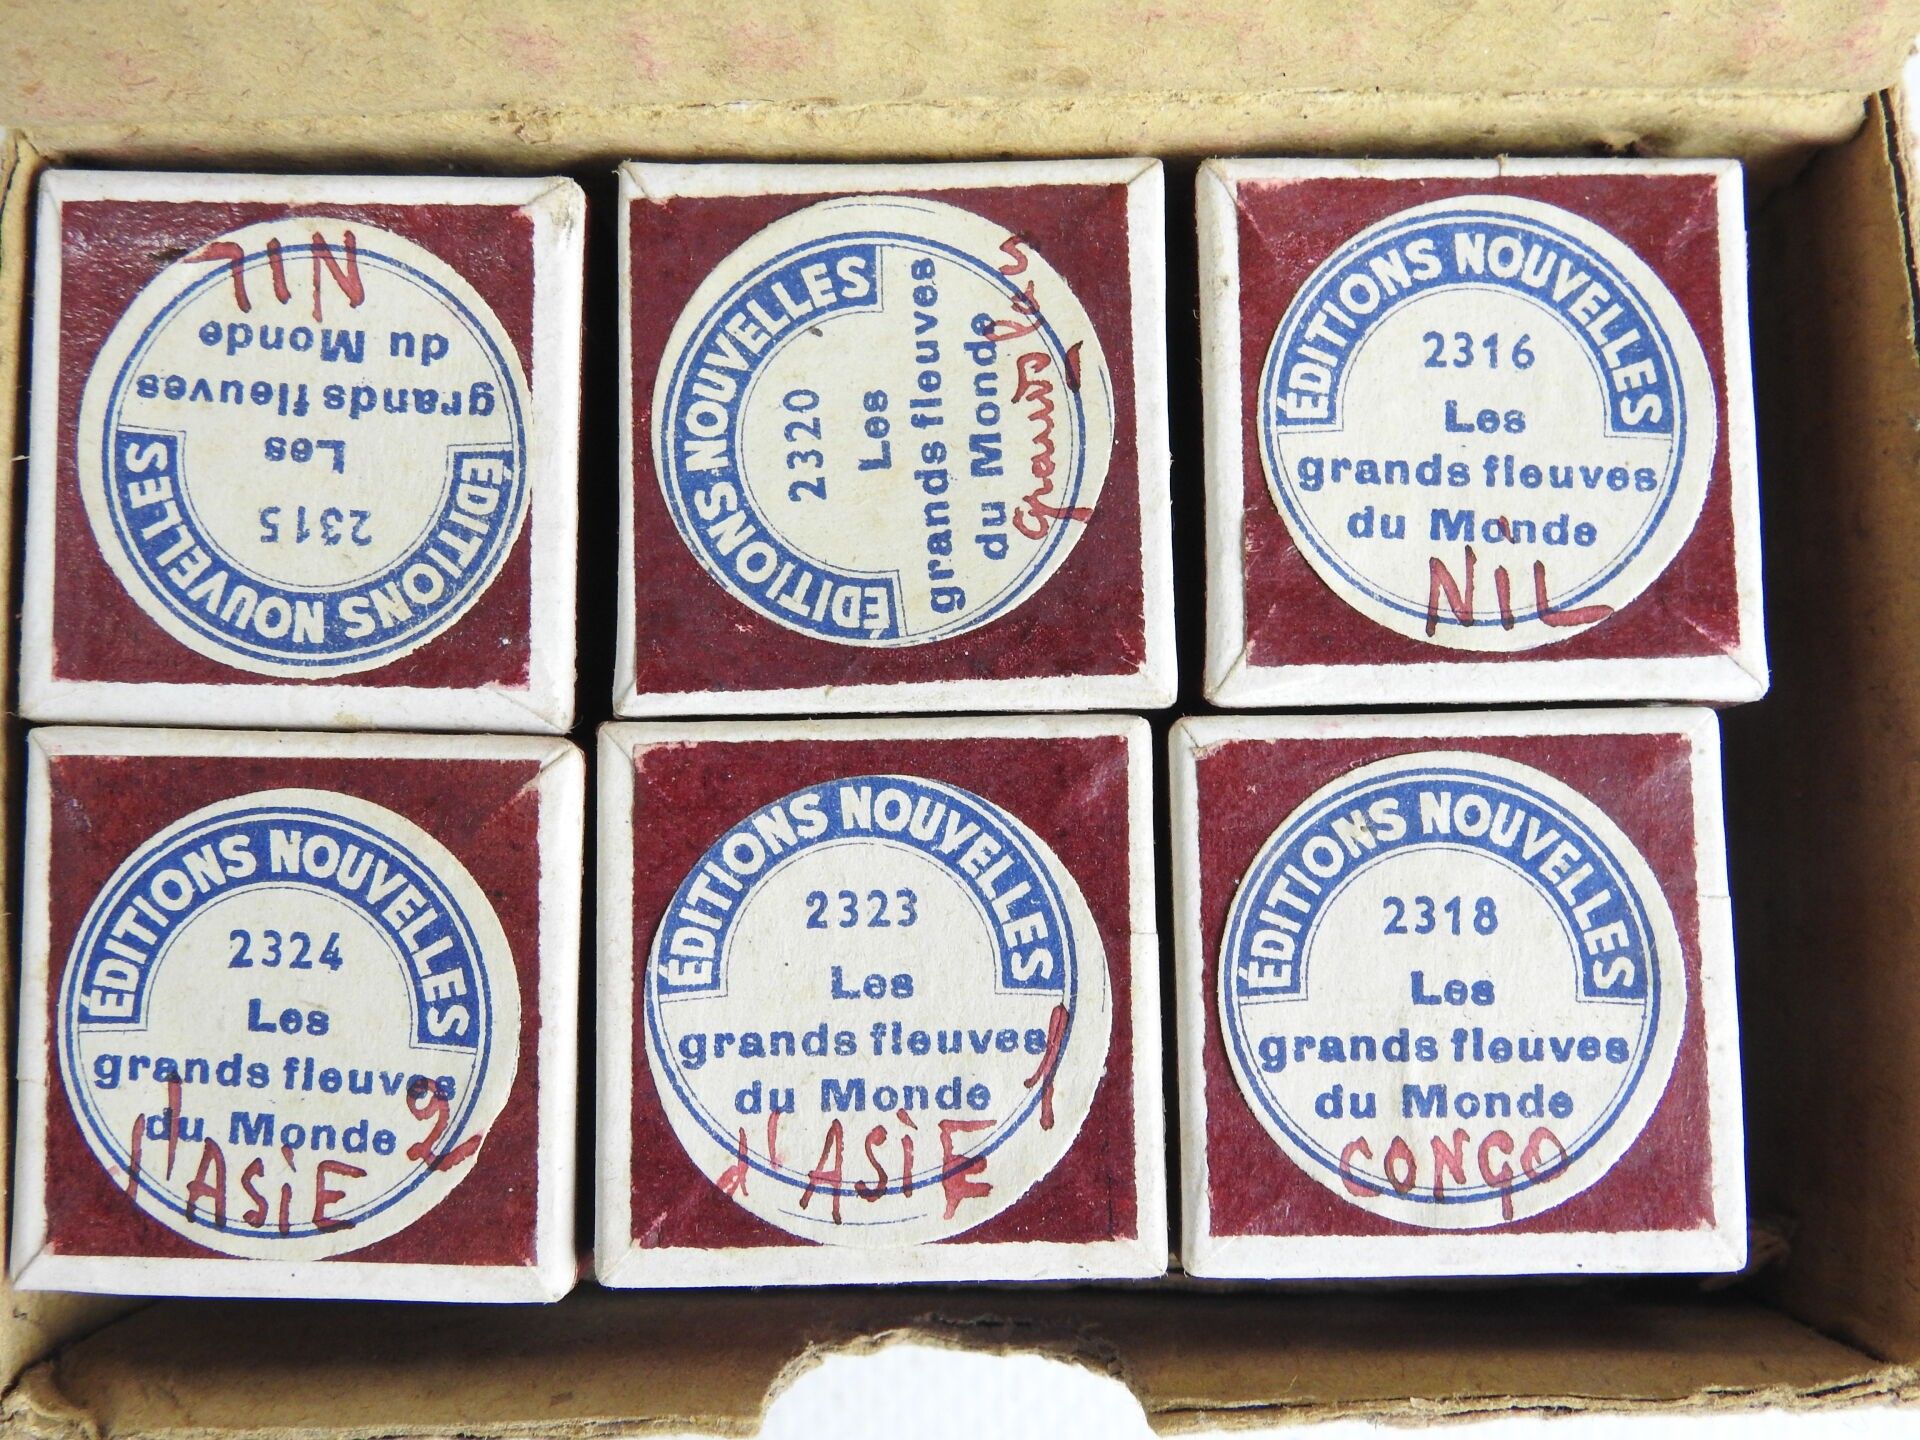 ÉDITIONS NOUVELLES
2315
Les
grands fleuves
du Monde
NIL
ÉDITIONS NOUVELLES
2320
Les
grands fleuves
du Monde
grands lacs
ÉDITIONS NOUVELLES
2316
Les
grands fleuves
du Monde
NIL
ÉDITIONS NOUVELLES
2324
Les
grands fleuves
du Monde
l'ASiE 2
ÉDITIONS NOUVELLES
2323
Les
grands fleuves
du Monde
d'ASiE 1
ÉDITIONS NOUVELLES
2318
Les
grands fleuves
du Monde
CONGO